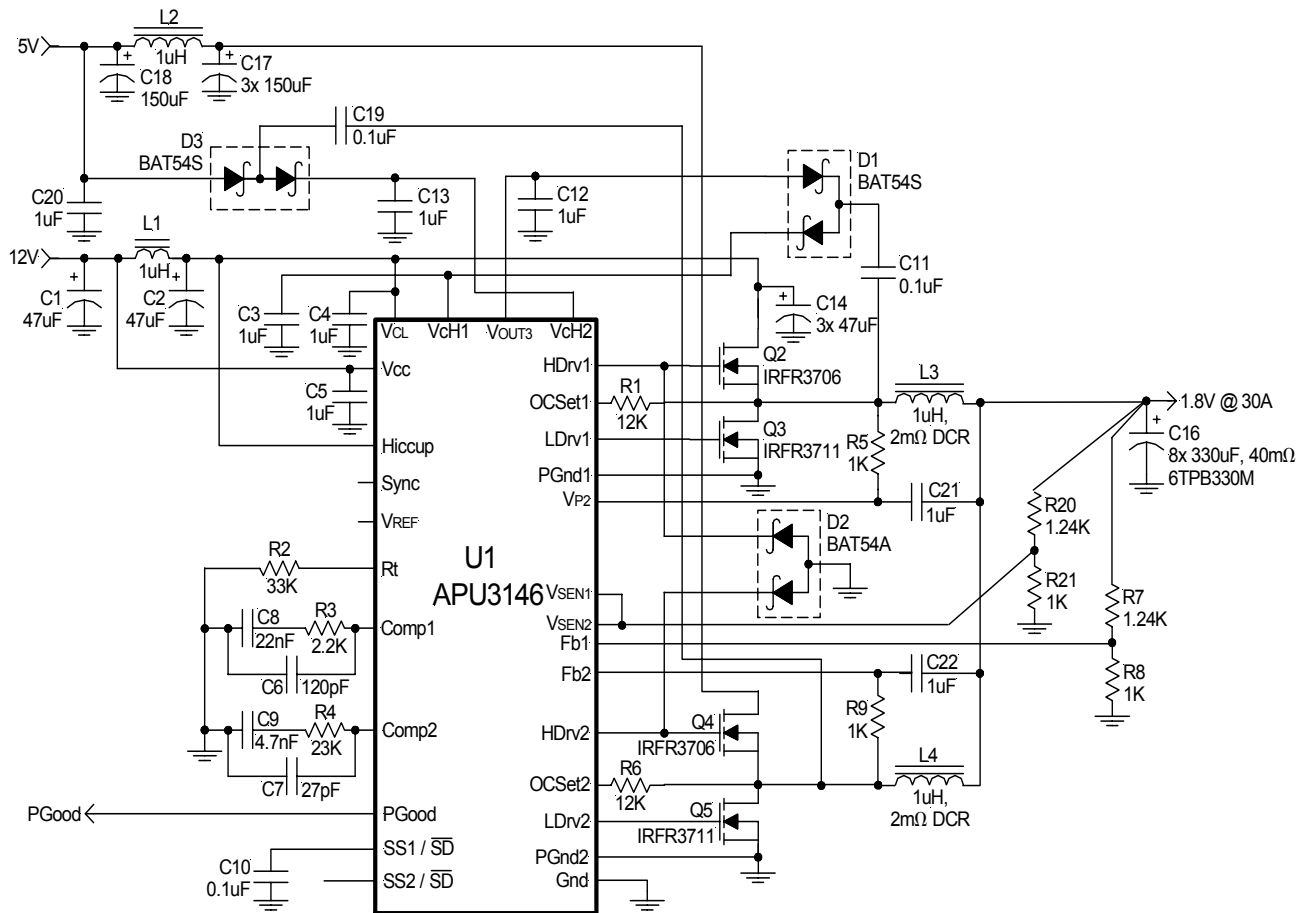 L2
5V
1uH
C18
150uF
C17
3x 150uF
C19
0.1uF
D3
BAT54S
D1
BAT54S
C20
1uF
C13
1uF
C12
1uF
L1
12V
1uH
C11
0.1uF
C1
47uF
C2
47uF
C3
1uF
C4
1uF
C14
3x 47uF
VCL
VcH1
VOUT3
VcH2
Vcc
C5
1uF
HDrv1
Q2
IRFR3706
L3
OCSet1
R1
12K
1uH,
2mΩ DCR
1.8V @ 30A
C16
8x 330uF, 40mΩ
6TPB330M
Hiccup
LDrv1
Q3
IRFR3711
R5
1K
PGnd1
Sync
VP2
C21
1uF
VREF
R20
1.24K
D2
BAT54A
U1
APU3146
R2
33K
Rt
VSEN1
R21
1K
R7
1.24K
C8
22nF
R3
2.2K
Comp1
VSEN2
Fb1
C6
120pF
Fb2
C22
1uF
R8
1K
C9
4.7nF
R4
23K
Comp2
HDrv2
Q4
IRFR3706
R9
1K
C7
27pF
OCSet2
R6
12K
L4
1uH,
2mΩ DCR
PGood
PGood
LDrv2
Q5
IRFR3711
SS1 / SD
PGnd2
C10
0.1uF
SS2 / SD
Gnd